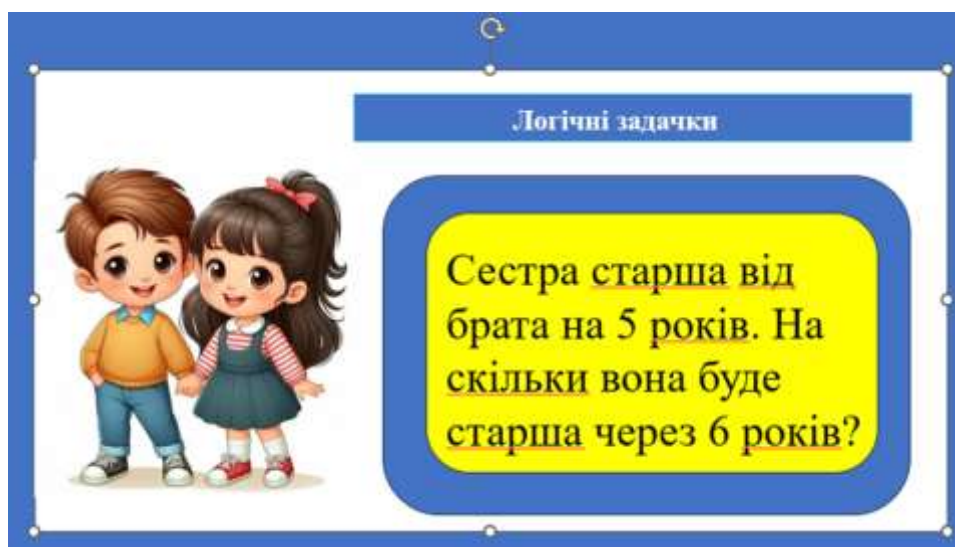 Логічні задачки
Сестра старша від
брата на 5 років. На
скільки вона буде
старша через 6 років?